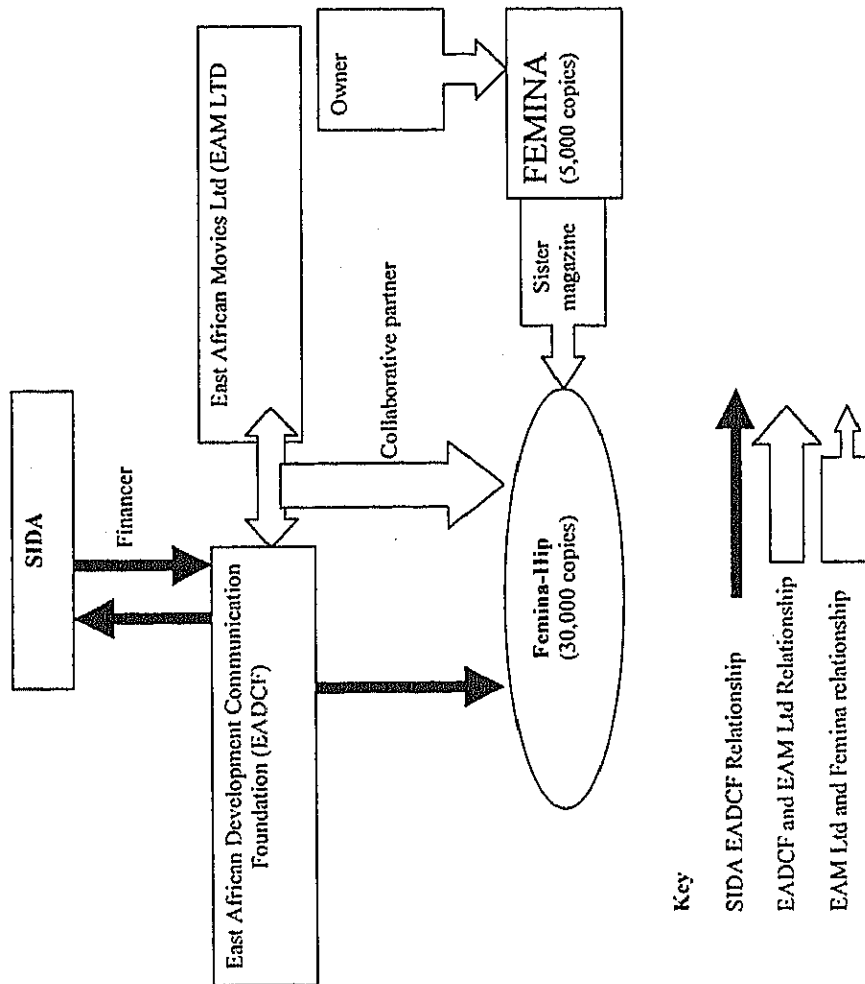 SIDA
Financer
East African Development Communication
Foundation (EADCF)
East African Movies Ltd (EAM LTD
Collaborative partner
Owner
Femina-Hip
(30,000 copies)
Sister
magazine
FEMINA
(5,000 copies)
Key
SIDA EADCF Relationship
EADCF and EAM Ltd Relationship
EAM Ltd and Femina relationship